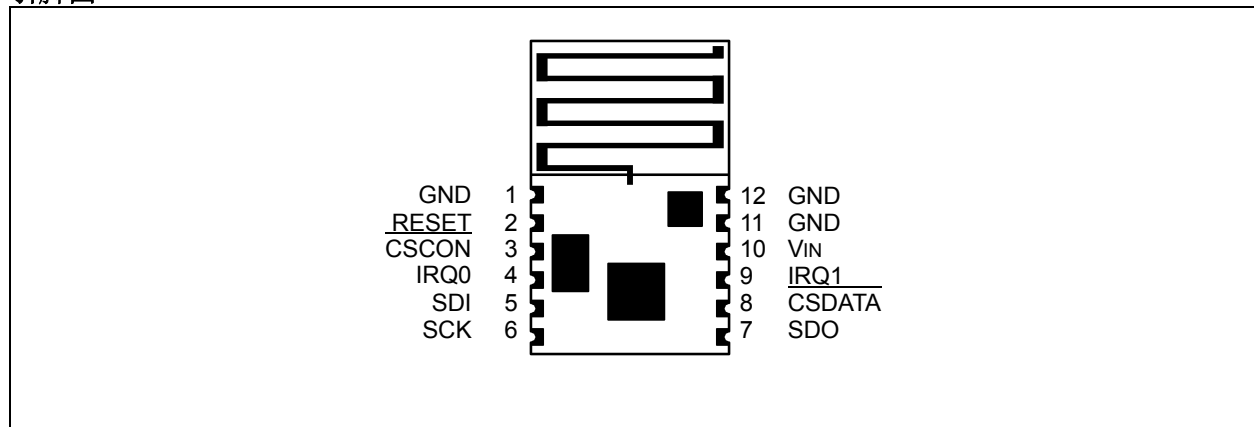 GND 1 12 GND
RESET 2 11 GND
CSCON 3 10 VIN
IRQ0 4 9 IRQ1
SDI 5 8 CSDATA
SCK 6 7 SDO